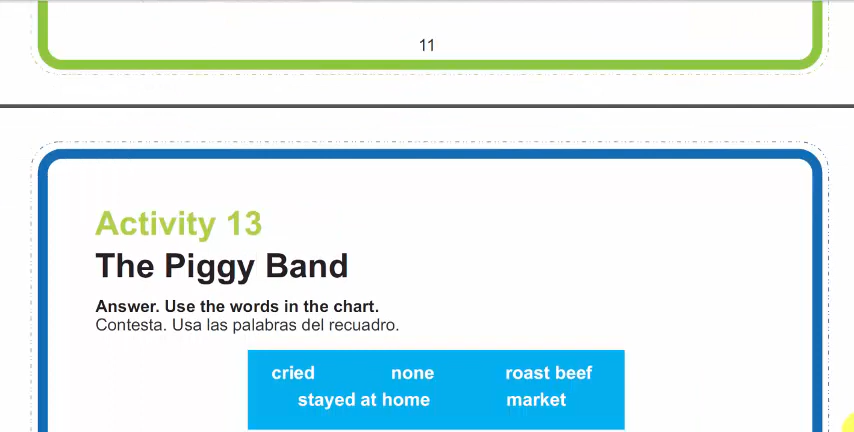 11
Activity 13
The Piggy Band
Answer. Use the words in the chart.
Contesta. Usa las palabras del recuadro.
cried none roast beef
stayed at home market